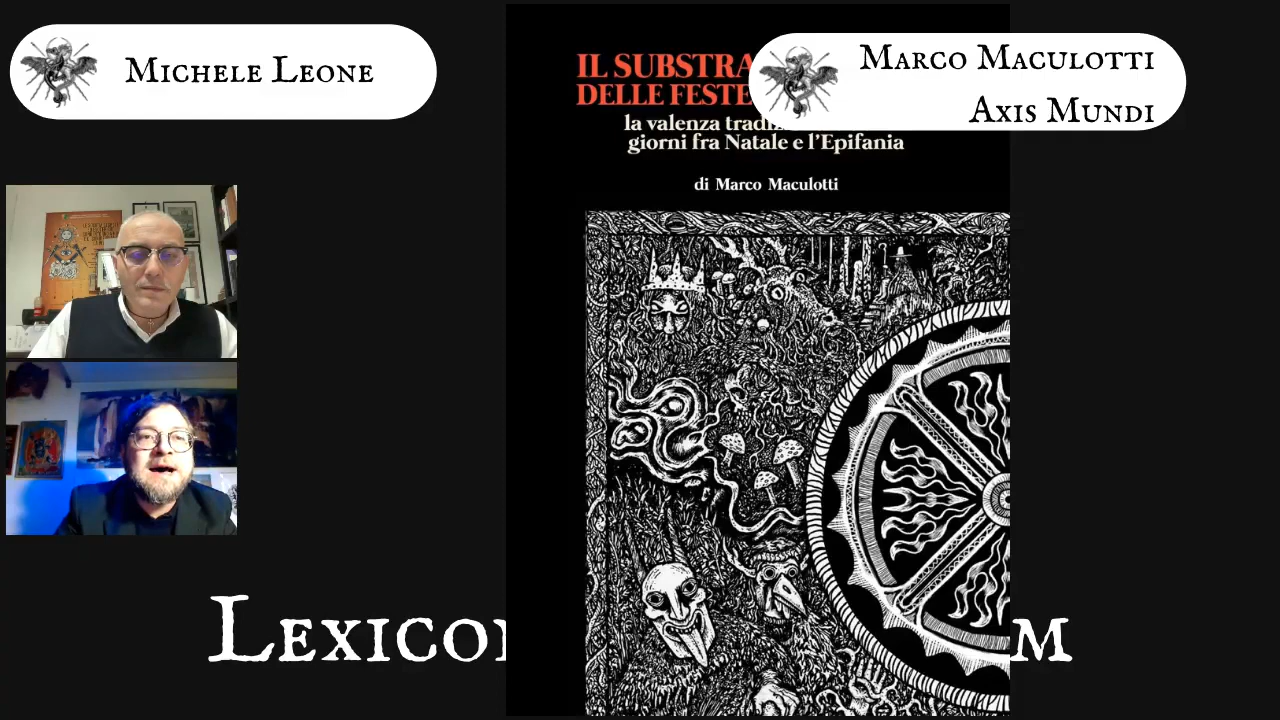 Michele Leone
Marco Maculotti
Axis Mundi
IL SUBSTRA
DELLE FESTE
la valenza tradi
giorni fra Natale e l'Epifania
di Marco Maculotti
Lexico
m